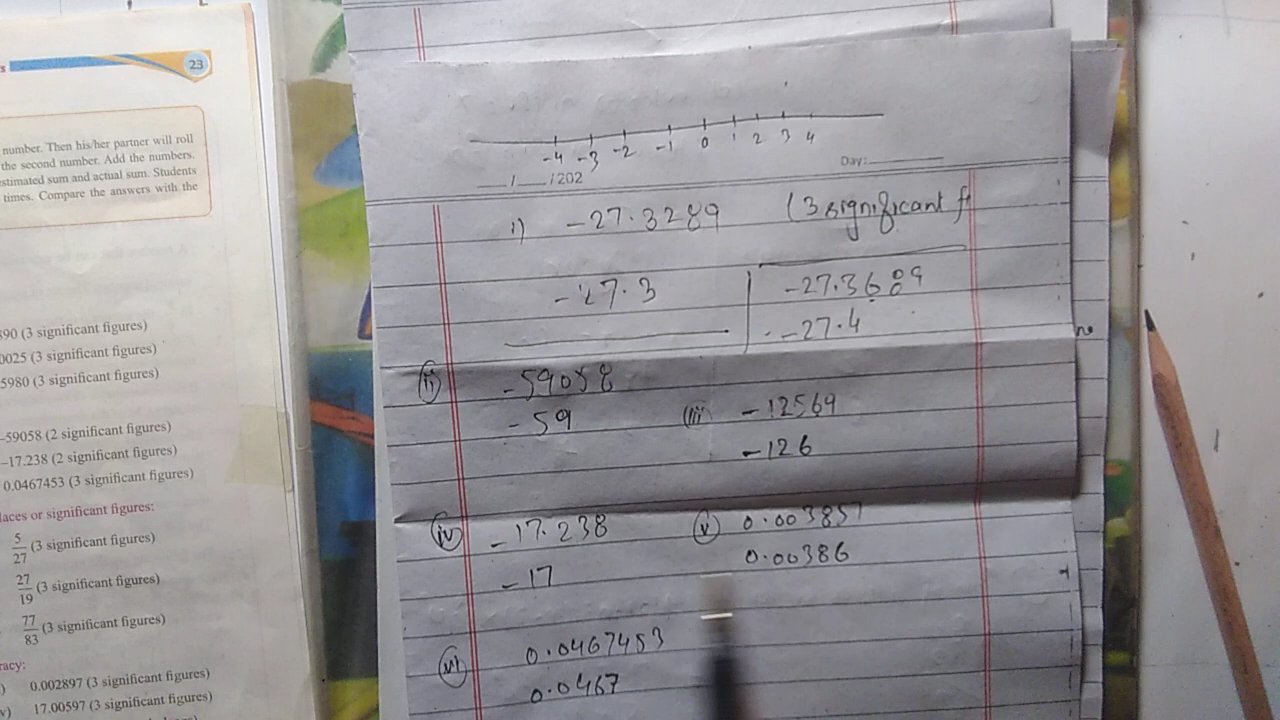 23
number. Then his/her partner will roll
the second number. Add the numbers.
estimated sum and actual sum. Students
times. Compare the answers with the
890 (3 significant figures)
0025 (3 significant figures)
5980 (3 significant figures)
-59058 (2 significant figures)
-17.238 (2 significant figures)
0.0467453 (3 significant figures)
laces or significant figures:
5/27 (3 significant figures)
27/19 (3 significant figures)
77/83 (3 significant figures)
racy:
) 0.002897 (3 significant figures)
v) 17.00597 (3 significant figures)
-4 -3 -2 -1 0 1 2 3 4
Day:
/ /202
i) -27.3289 (3 significant f
-27.3
-27.3689
-27.4
(ii) -59058
-59
(iii) -12569
-126
(iv) -17.238
-17
(v) 0.003857
0.00386
(vi) 0.0467453
0.0467